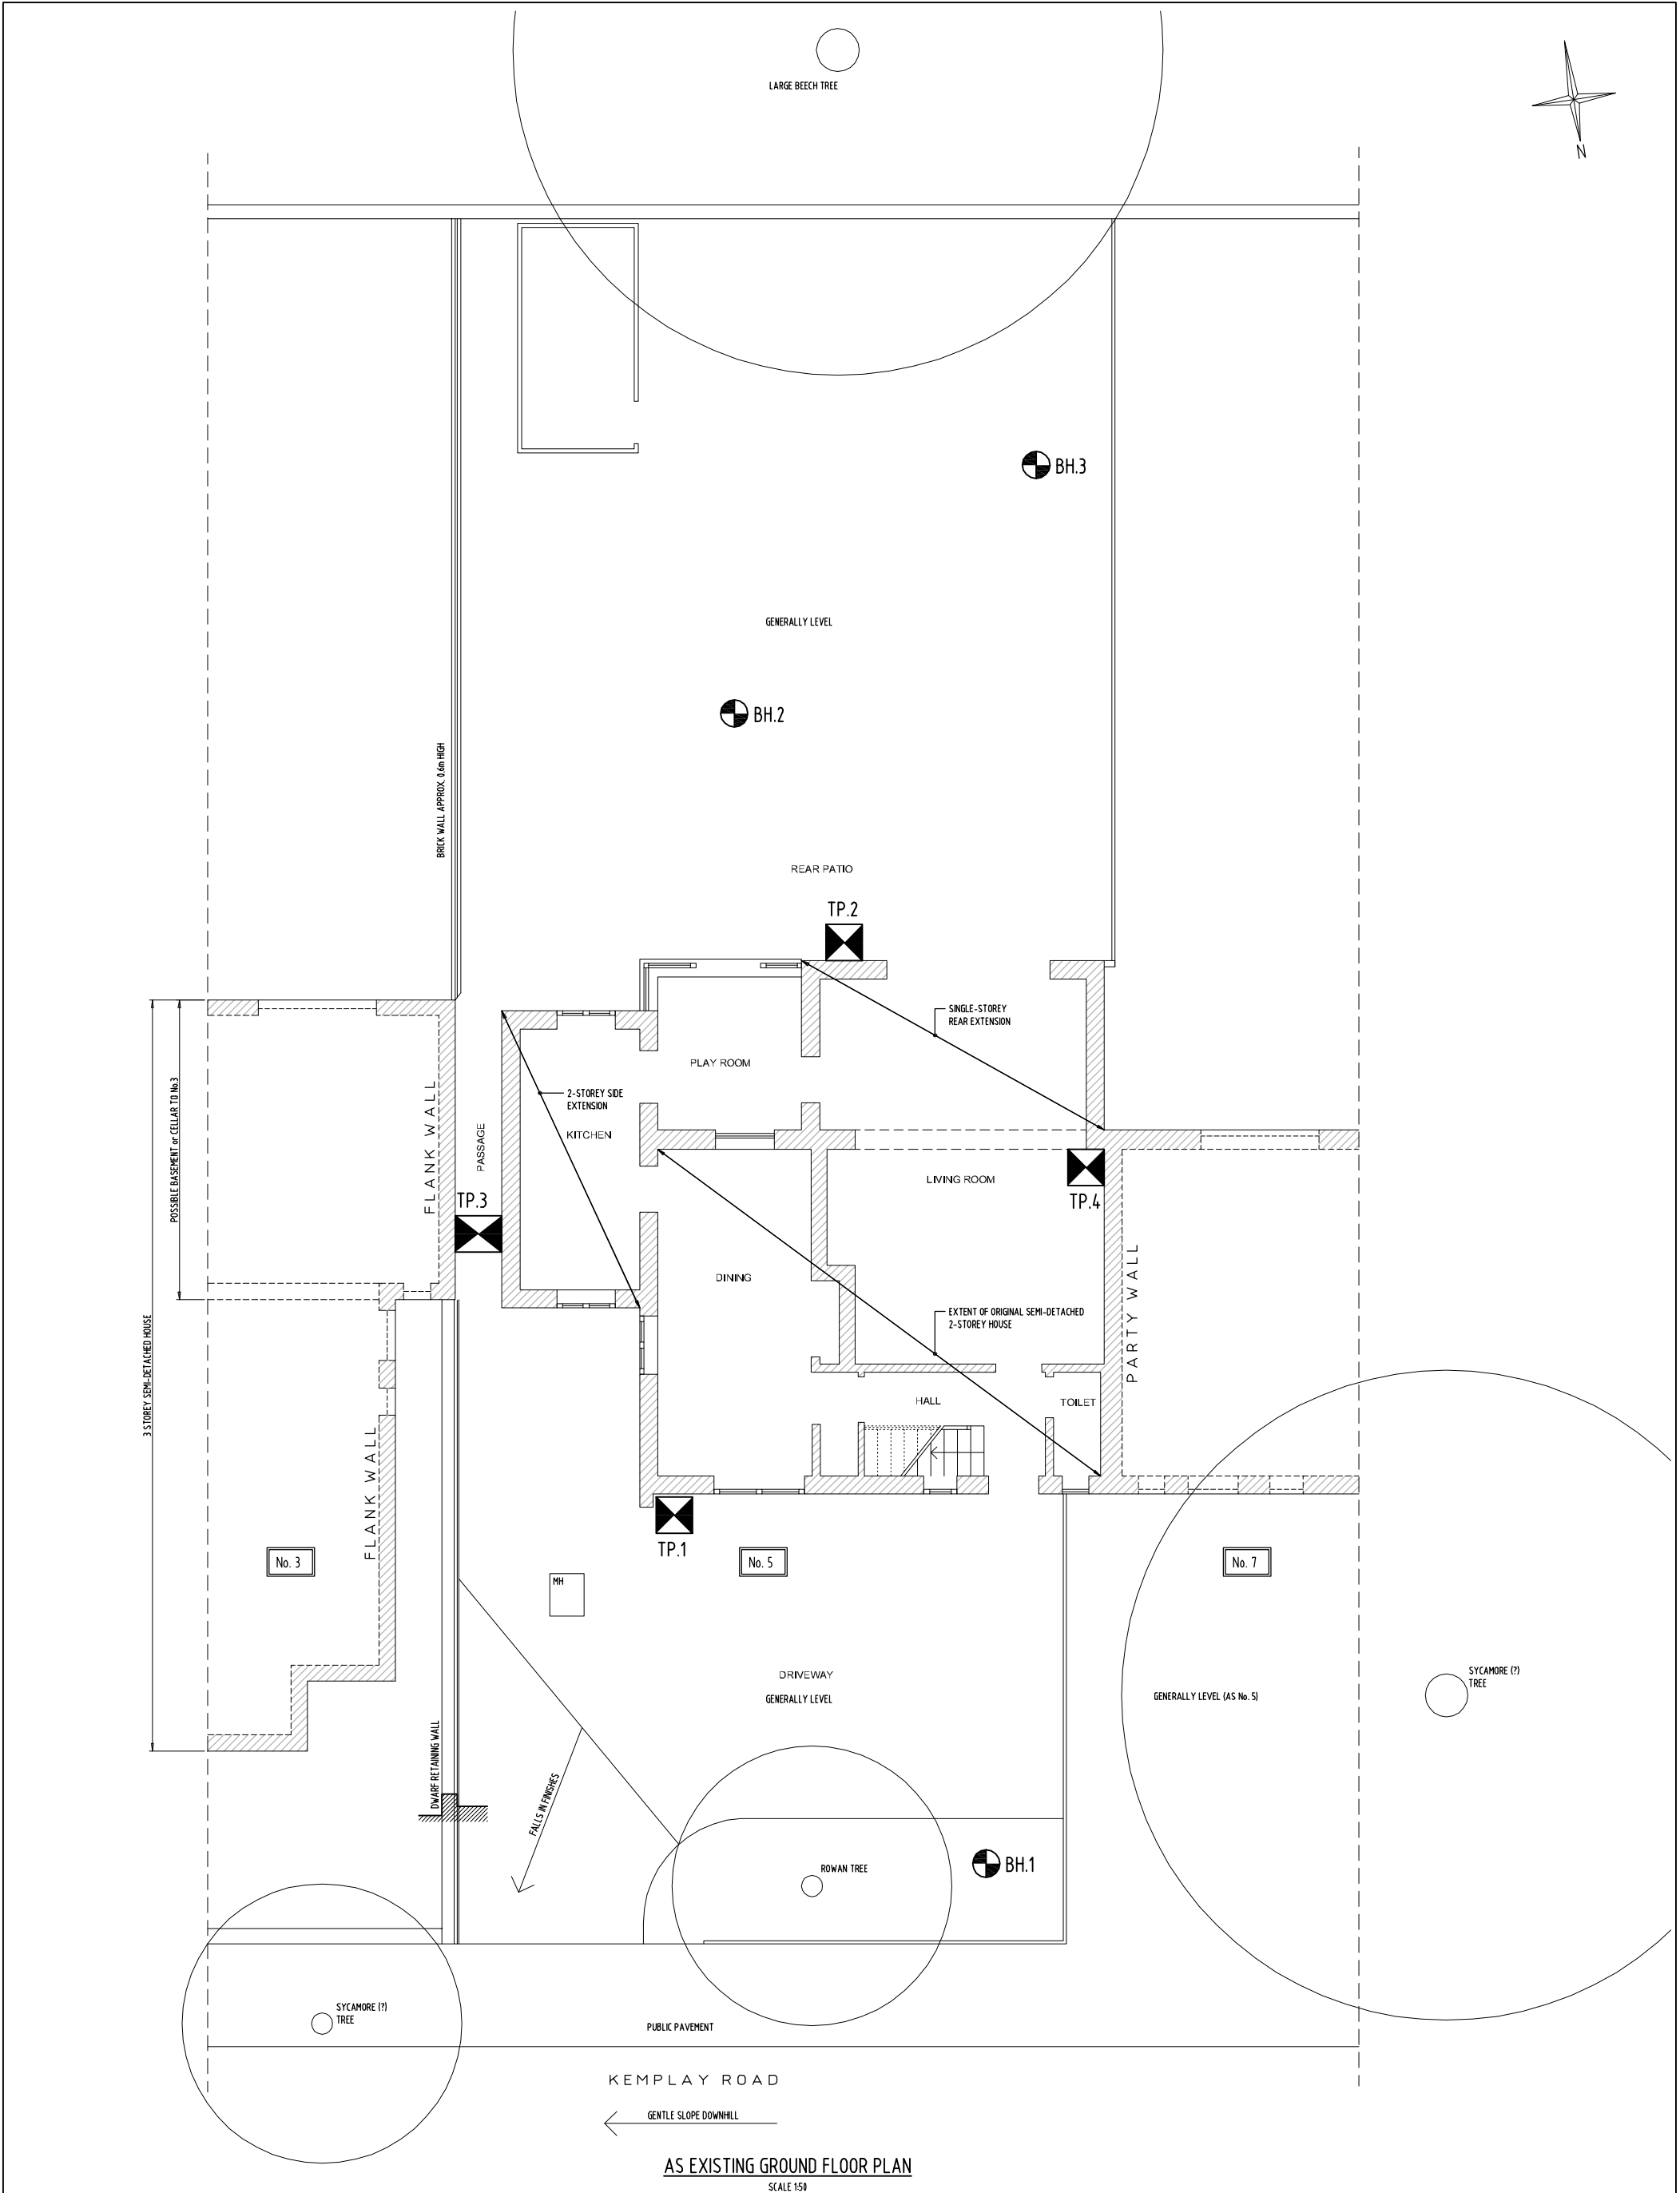 LARGE BEECH TREE
N
BH.3
GENERALLY LEVEL
BH.2
BRICK WALL APPROX. 0.6m HIGH
REAR PATIO
TP.2
SINGLE-STOREY
REAR EXTENSION
PLAY ROOM
2-STOREY SIDE
EXTENSION
KITCHEN
PASSAGE
FLANK WALL
POSSIBLE BASEMENT or CELLAR TO No.3
3 STOREY SEMI-DETACHED HOUSE
TP.3
LIVING ROOM
TP.4
DINING
PARTY WALL
EXTENT OF ORIGINAL SEMI-DETACHED
2-STOREY HOUSE
HALL
TOILET
FLANK WALL
TP.1
No. 3
No. 5
No. 7
MH
DRIVEWAY
GENERALLY LEVEL
GENERALLY LEVEL (AS No. 5)
SYCAMORE (?)
TREE
DWARF RETAINING WALL
FALLS IN FINISHES
ROWAN TREE
BH.1
SYCAMORE (?)
TREE
PUBLIC PAVEMENT
KEMPLAY ROAD
GENTLE SLOPE DOWNHILL
AS EXISTING GROUND FLOOR PLAN
SCALE 1:50